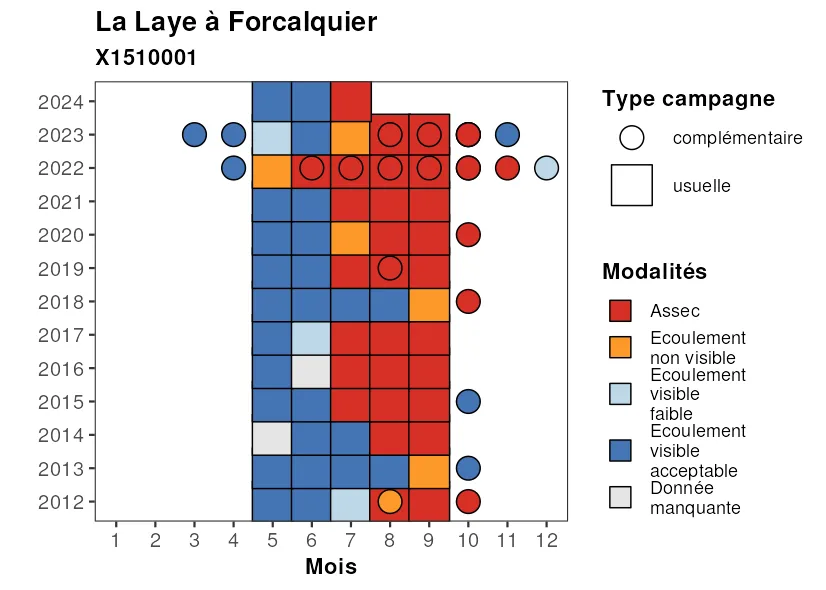 La Laye à Forcalquier
X1510001
2024
2023
2022
2021
2020
2019
2018
2017
2016
2015
2014
2013
2012
1 2 3 4 5 6 7 8 9 10 11 12
Mois
Type campagne
complémentaire
usuelle
Modalités
Assec
Ecoulement
non visible
Ecoulement
visible
faible
Ecoulement
visible
acceptable
Donnée
manquante